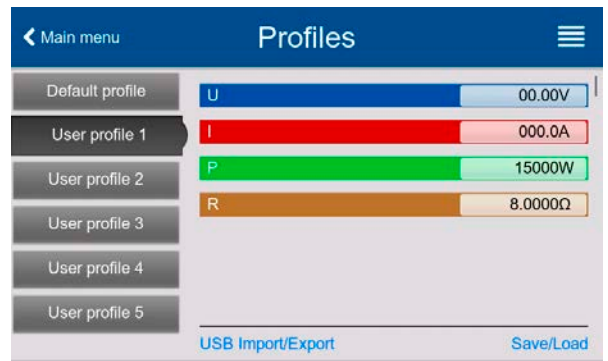 Main menu
Profiles
Default profile
User profile 1
User profile 2
User profile 3
User profile 4
User profile 5
U 00.00V
I 000.0A
P 15000W
R 8.0000Ω
USB Import/Export
Save/Load